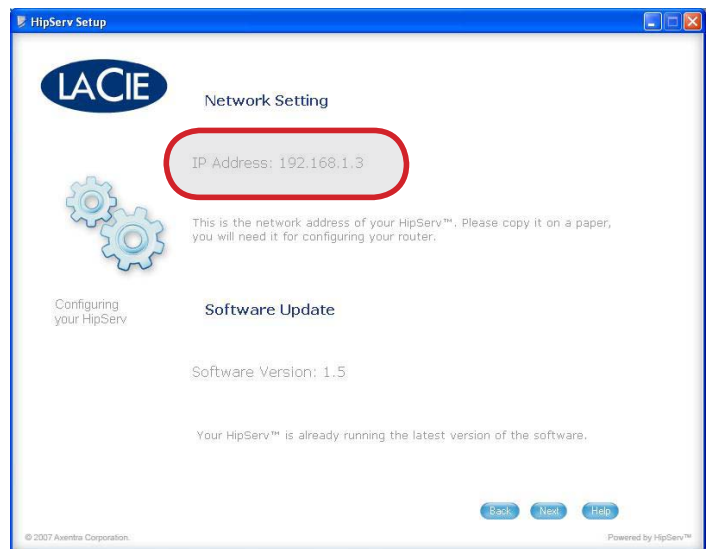 HipServ Setup
LACIE
Network Setting
IP Address: 192.168.1.3
This is the network address of your HipServ™. Please copy it on a paper,
you will need it for configuring your router.
Configuring
your HipServ
Software Update
Software Version: 1.5
Your HipServ™ is already running the latest version of the software.
Back Next Help
© 2007 Axentra Corporation.
Powered by HipServ™